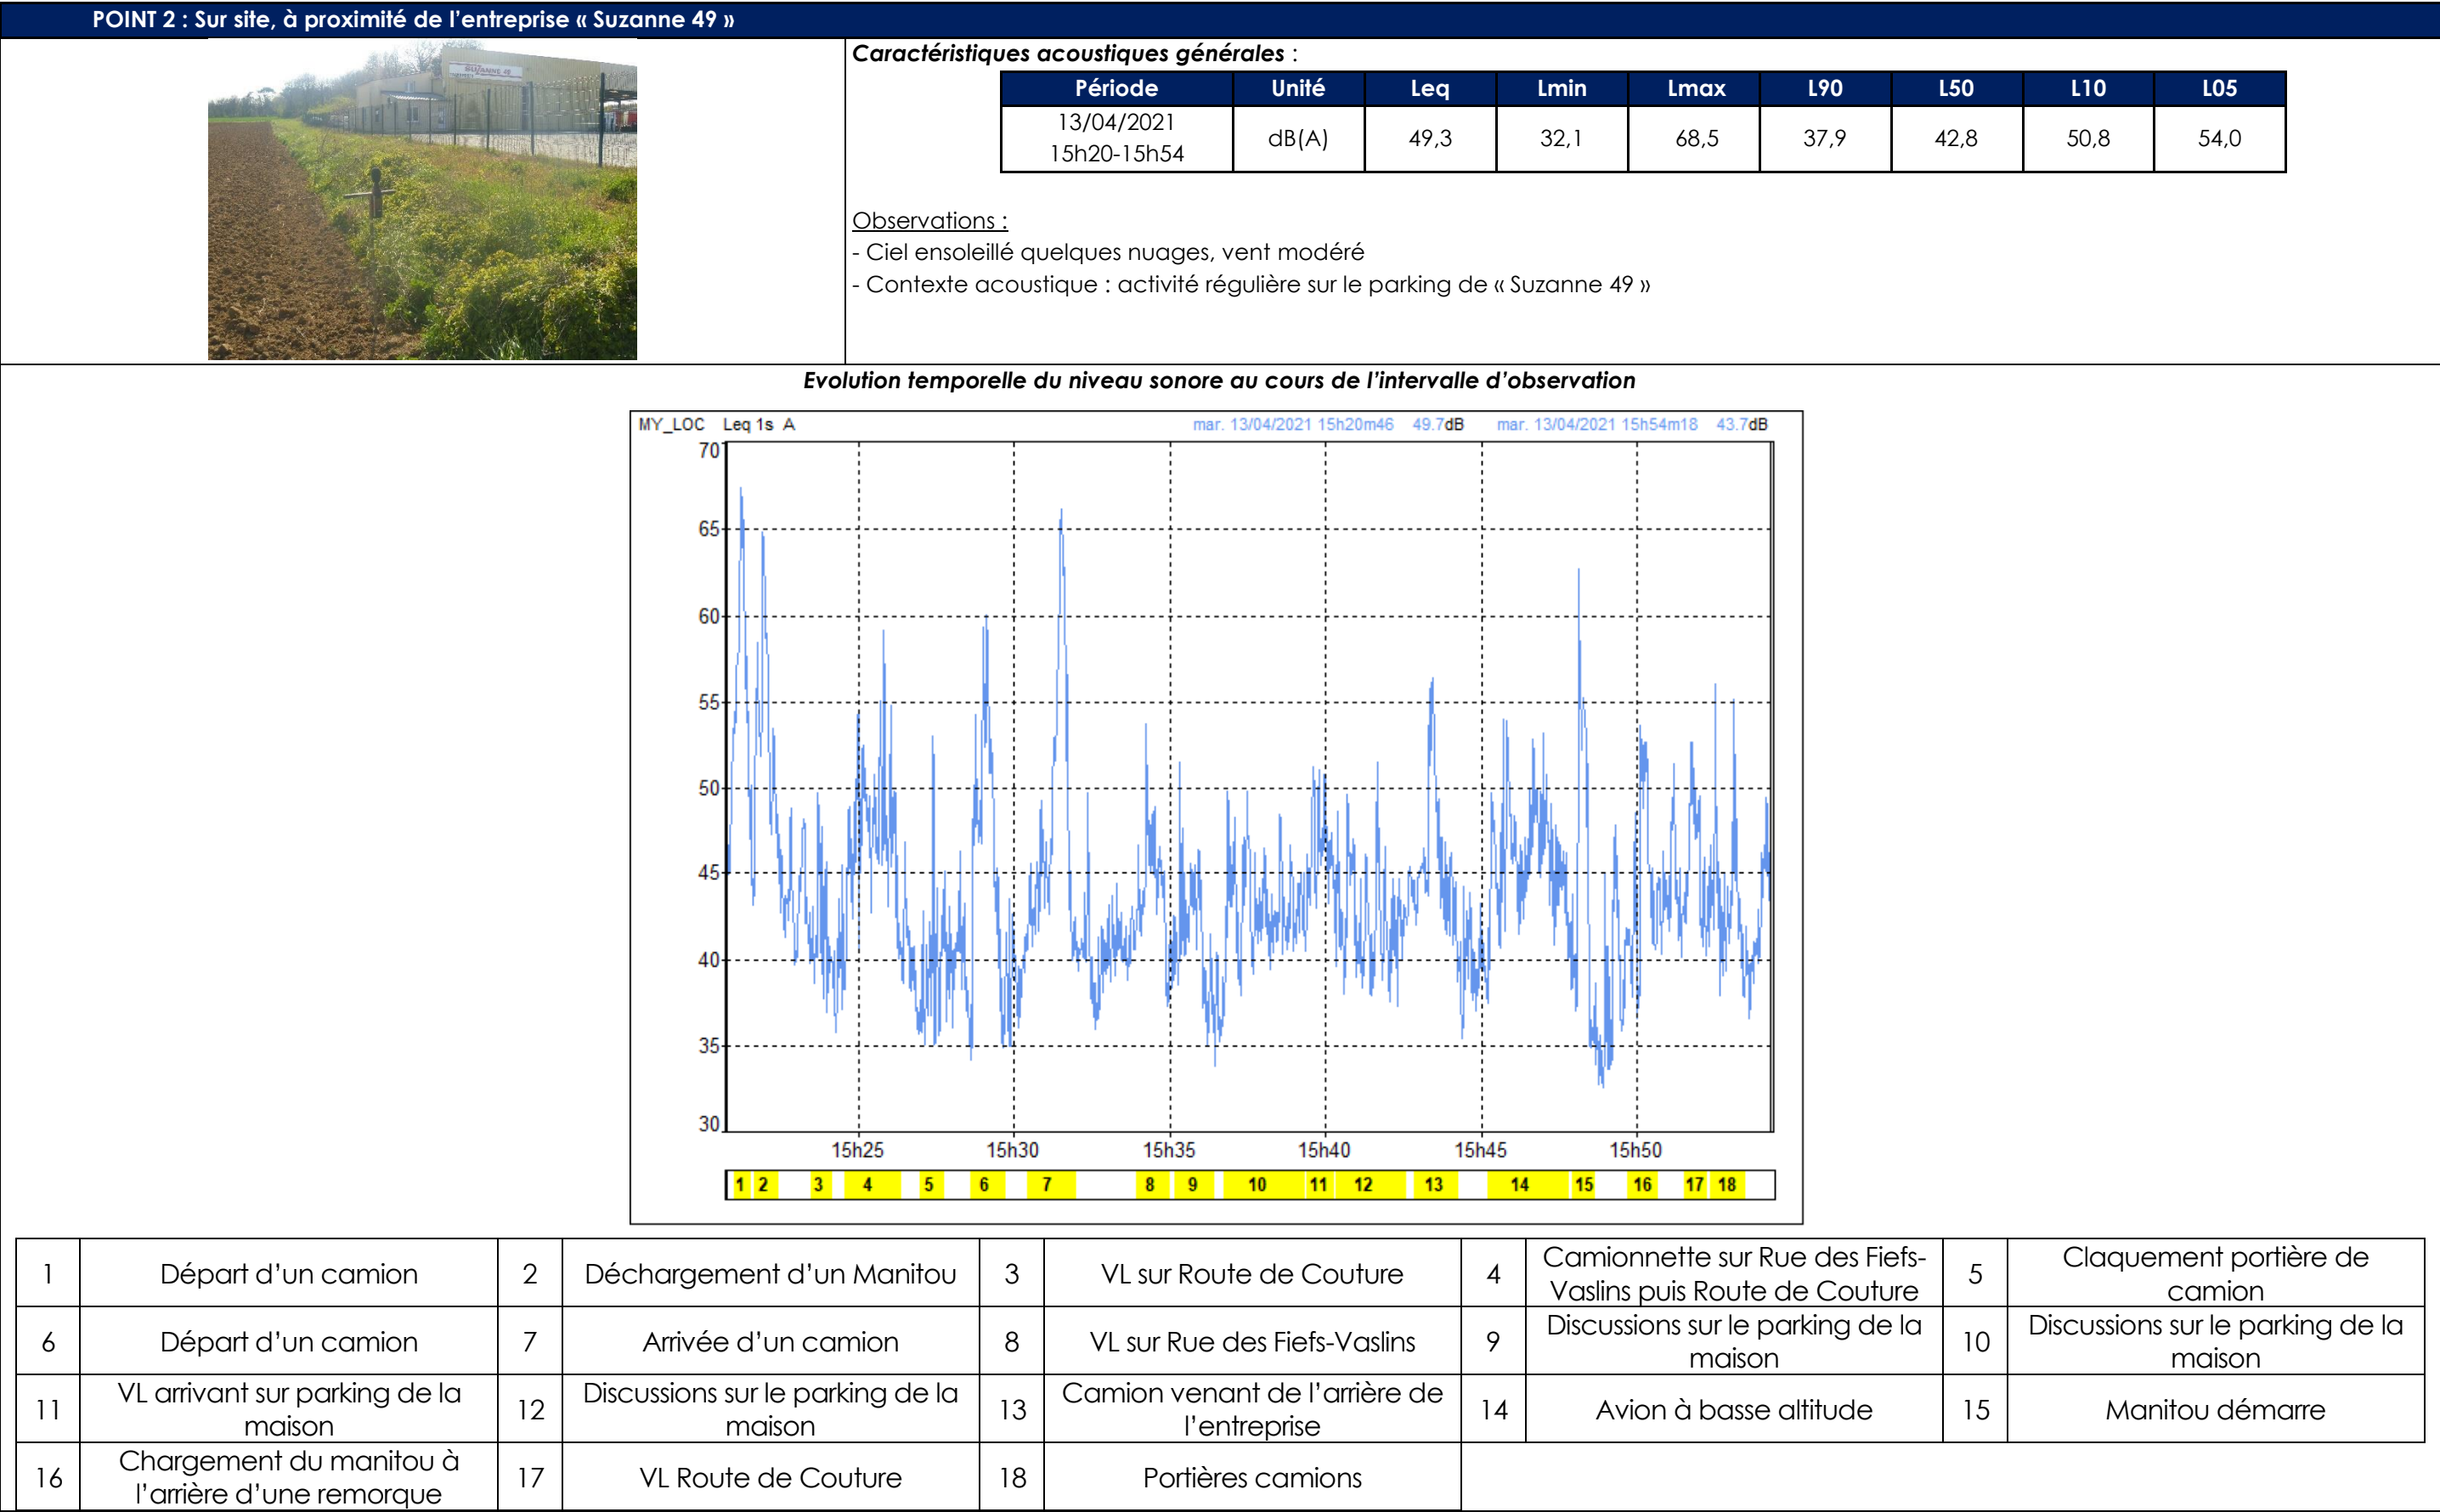 POINT 2 : Sur site, à proximité de l'entreprise « Suzanne 49 »
SUZANNE 49
Caractéristiques acoustiques générales :
Période Unité Leq Lmin Lmax L90 L50 L10 L05
13/04/2021
15h20-15h54 dB(A) 49,3 32,1 68,5 37,9 42,8 50,8 54,0
Observations :
- Ciel ensoleillé quelques nuages, vent modéré
- Contexte acoustique : activité régulière sur le parking de « Suzanne 49 »
Evolution temporelle du niveau sonore au cours de l'intervalle d'observation
MY_LOC Leq 1s A mar. 13/04/2021 15h20m46 49.7dB mar. 13/04/2021 15h54m18 43.7dB
70
65
60
55
50
45
40
35
30
15h25 15h30 15h35 15h40 15h45 15h50
1 2 3 4 5 6 7 8 9 10 11 12 13 14 15 16 17 18
1 Départ d'un camion
2 Déchargement d'un Manitou
3 VL sur Route de Couture
4 Camionnette sur Rue des Fiefs-
Vaslins puis Route de Couture
5 Claquement portière de
camion
6 Départ d'un camion
7 Arrivée d'un camion
8 VL sur Rue des Fiefs-Vaslins
9 Discussions sur le parking de la
maison
10 Discussions sur le parking de la
maison
11 VL arrivant sur parking de la
maison
12 Discussions sur le parking de la
maison
13 Camion venant de l'arrière de
l'entreprise
14 Avion à basse altitude
15 Manitou démarre
16 Chargement du manitou à
l'arrière d'une remorque
17 VL Route de Couture
18 Portières camions